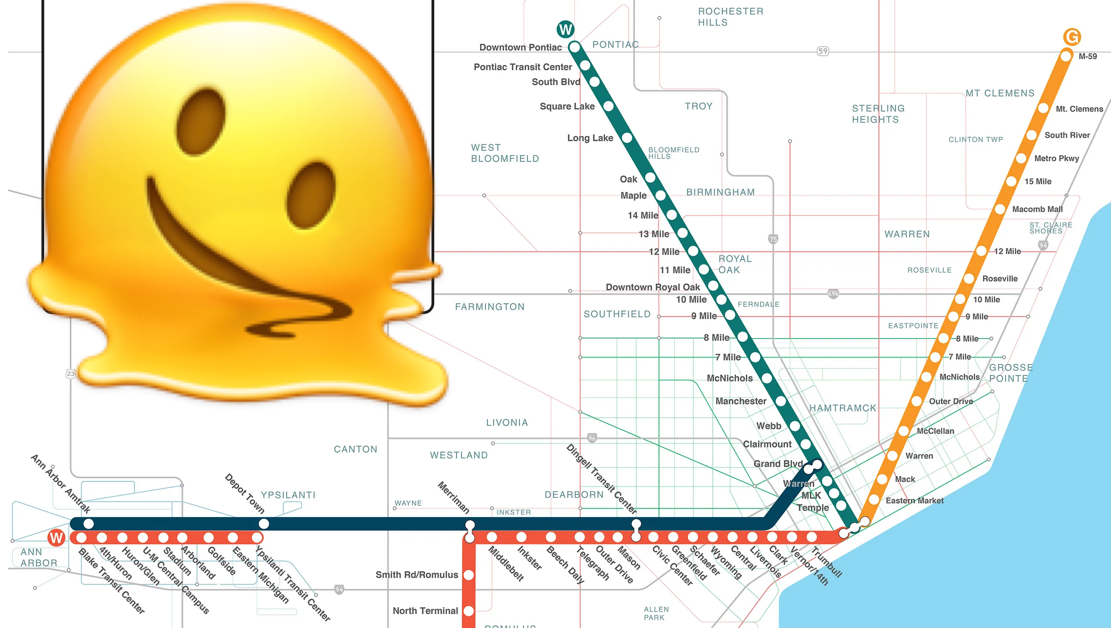 W
Downtown Pontiac
Pontiac Transit Center
South Blvd
Square Lake
Long Lake
Oak
Maple
14 Mile
13 Mile
12 Mile
11 Mile
Downtown Royal Oak
10 Mile
9 Mile
8 Mile
7 Mile
McNichols
Manchester
Webb
Clairmount
Grand Blvd
Warren
MLK
Temple
G
M-59
Mt. Clemens
South River
Metro Pkwy
15 Mile
Macomb Mall
12 Mile
Roseville
10 Mile
9 Mile
8 Mile
7 Mile
McNichols
Outer Drive
McClellan
Warren
Mack
Eastern Market
ROCHESTER
HILLS
PONTIAC
59
TROY
STERLING
HEIGHTS
MT CLEMENS
CLINTON TWP
WEST
BLOOMFIELD
BLOOMFIELD
HILLS
BIRMINGHAM
ROYAL
OAK
WARREN
ST. CLAIRE
SHORES
75
94
ROSEVILLE
FARMINGTON
SOUTHFIELD
FERNDALE
EASTPOINTE
GROSSE
POINTE
HAMTRAMCK
23
LIVONIA
CANTON
WESTLAND
DEARBORN
WAYNE
INKSTER
YPSILANTI
ANN
ARBOR
ALLEN
PARK
ROMULUS
Ann Arbor Amtrak
Depot Town
Merriman
Dingell Transit Center
W
Blake Transit Center
4th/Huron
Huron/Glen
U-M Central Campus
Stadium
Arborland
Golfside
Eastern Michigan
Ypsilanti Transit Center
Middlebelt
Inkster
Beech Daly
Telegraph
Outer Drive
Mason
Civic Center
Greenfield
Schaefer
Wyoming
Central
Livernois
Clark
Vernor/14th
Trumbull
Smith Rd/Romulus
North Terminal